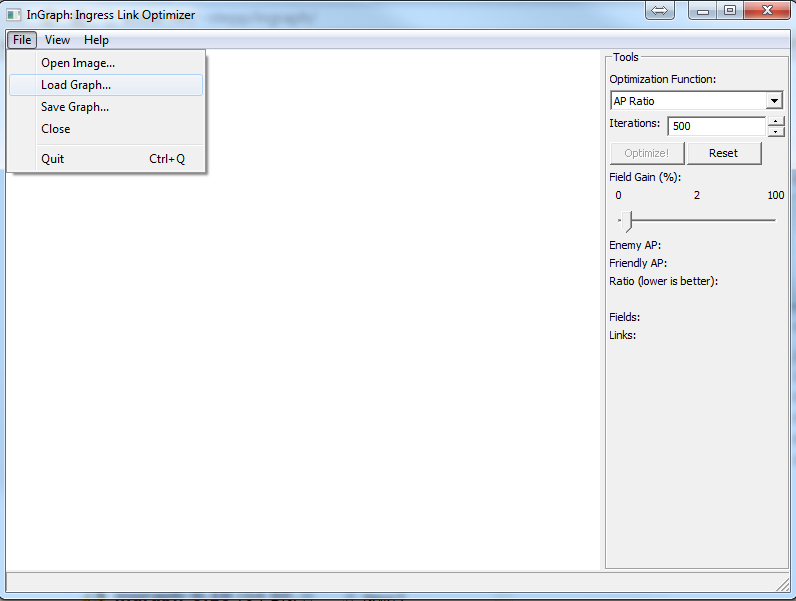 InGraph: Ingress Link Optimizer
File View Help
Open Image...
Load Graph...
Save Graph...
Close
Quit Ctrl+Q
Tools
Optimization Function:
AP Ratio
Iterations: 500
Optimize! Reset
Field Gain (%):
0 2 100
Enemy AP:
Friendly AP:
Ratio (lower is better):
Fields:
Links: